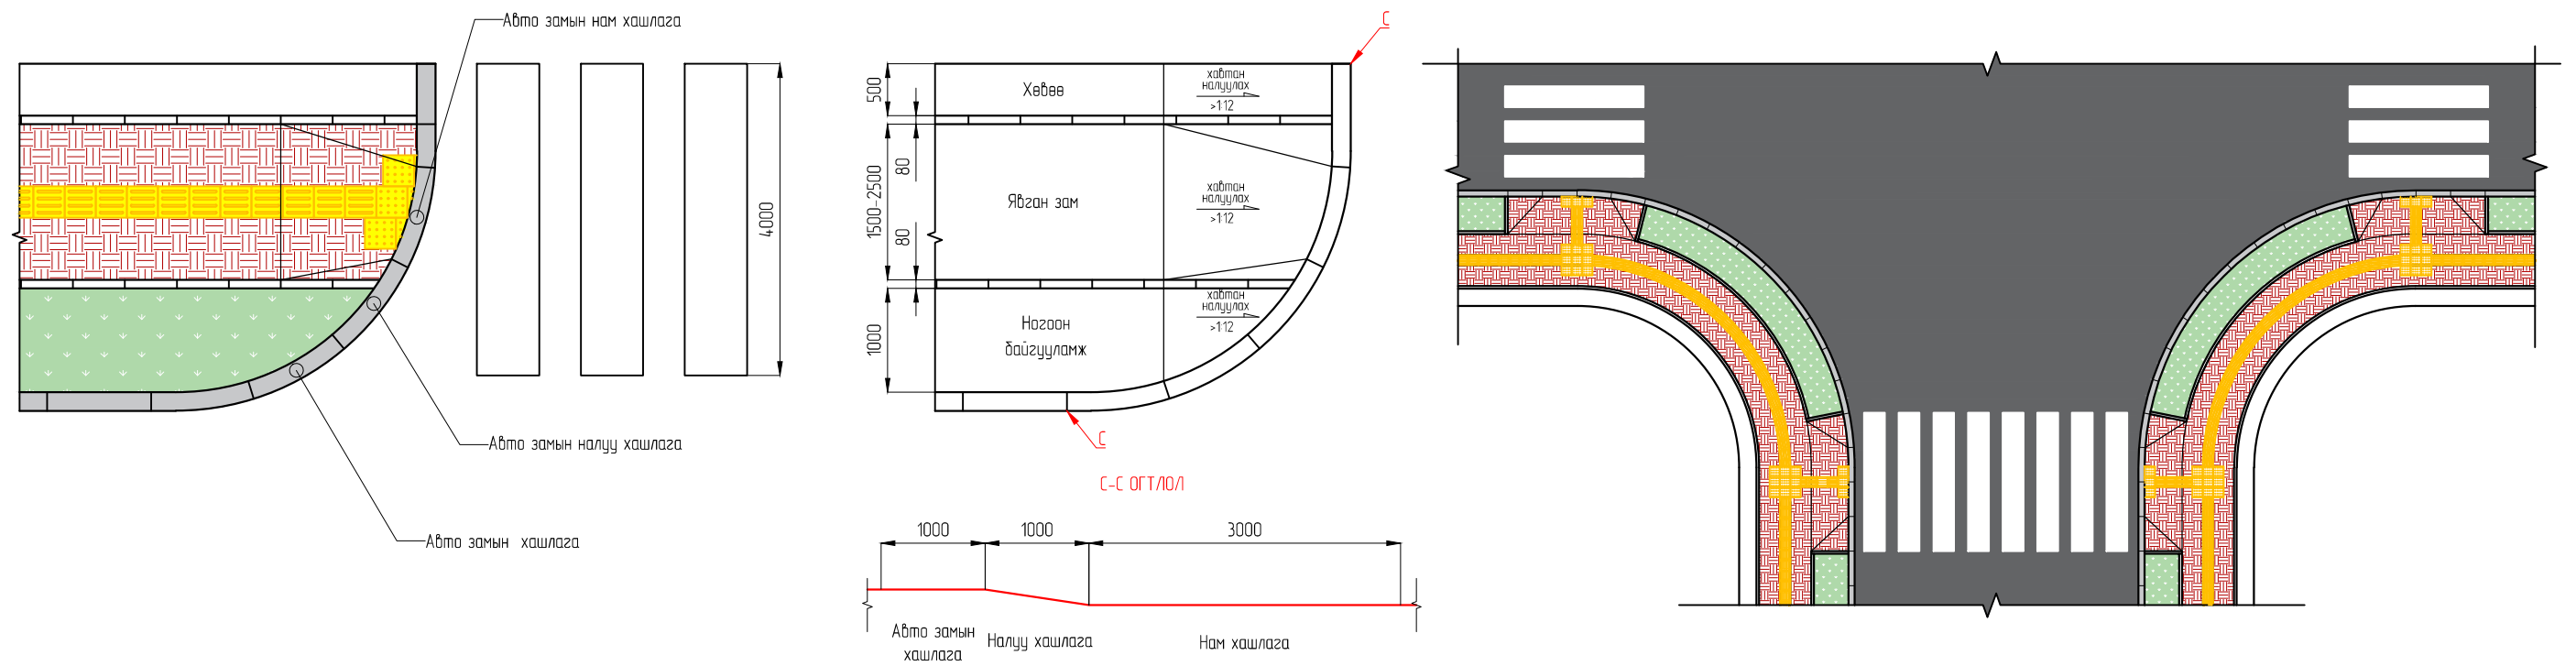 Авто замын нам хашлага
4000
Авто замын налуу хашлага
Авто замын хашлага
С
500
80
1500-2500
80
1000
Хөвөө
хавтан
налуулах
>1:12
Явган зам
хавтан
налуулах
>1:12
Ногоон
байгууламж
хавтан
налуулах
>1:12
С
С-С ОГТЛОЛ
1000
1000
3000
Авто замын
хашлага
Налуу хашлага
Нам хашлага